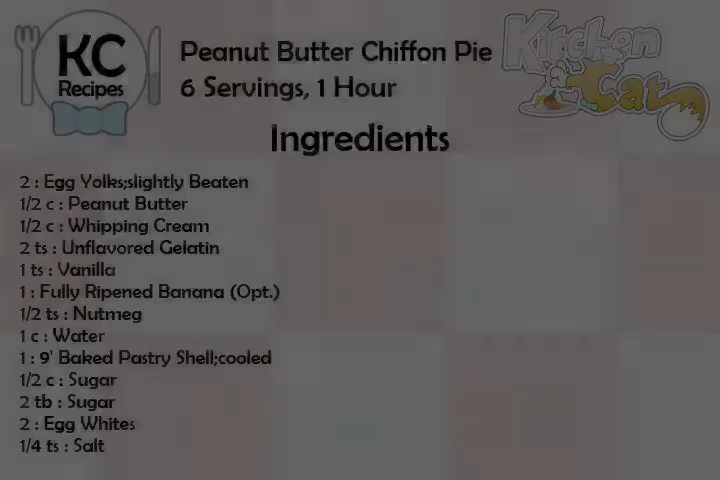 KC
Recipes
Peanut Butter Chiffon Pie
6 Servings, 1 Hour
Kitchen
Cat
Ingredients
2 : Egg Yolks;slightly Beaten
1/2 c : Peanut Butter
1/2 c : Whipping Cream
2 ts : Unflavored Gelatin
1 ts : Vanilla
1 : Fully Ripened Banana (Opt.)
1/2 ts : Nutmeg
1 c : Water
1 : 9' Baked Pastry Shell;cooled
1/2 c : Sugar
2 tb : Sugar
2 : Egg Whites
1/4 ts : Salt